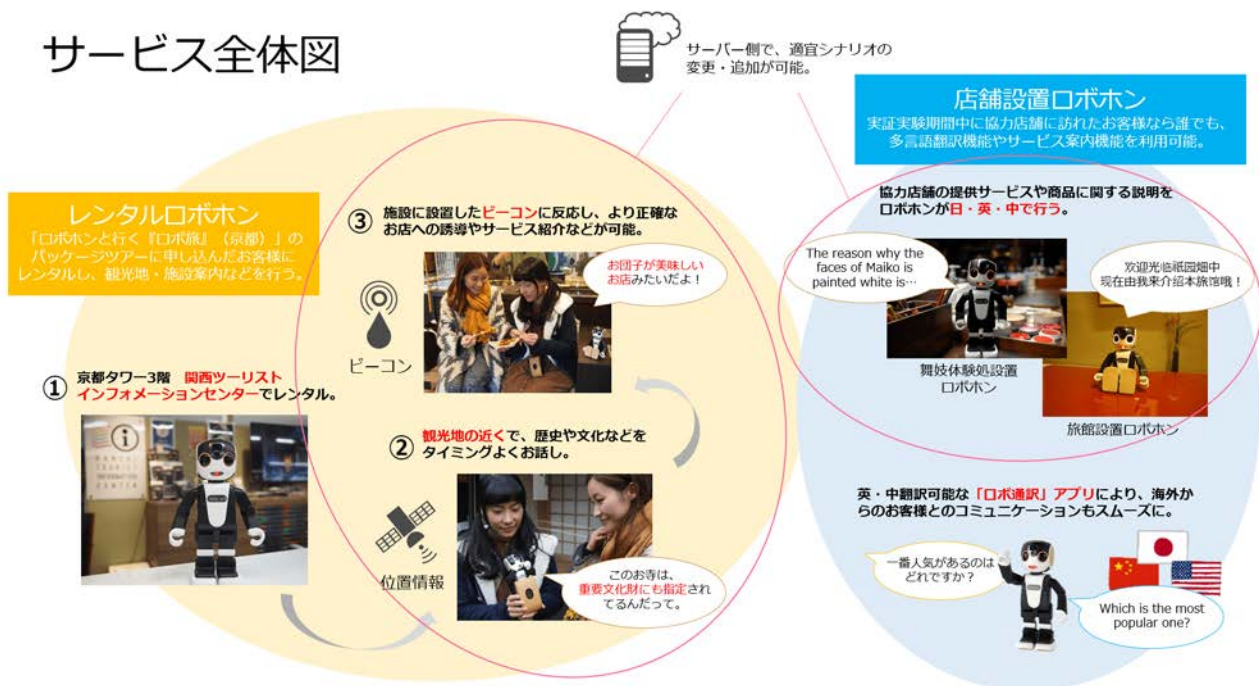 サービス全体図
サーバー側で、適宜シナリオの
変更・追加が可能。
レンタルロボホン
「ロボホンと行く『ロボ旅』（京都）」の
パッケージツアーに申し込んだお客様に
レンタルし、観光地・施設案内などを行う。
① 京都タワー3階　関西ツーリスト
インフォメーションセンターでレンタル。
② 観光地の近くで、歴史や文化などを
タイミングよくお話し。
位置情報
このお寺は、
重要文化財にも指定され
てるんだって。
③ 施設に設置したビーコンに反応し、より正確な
お店への誘導やサービス紹介などが可能。
ビーコン
お団子が美味しい
お店みたいだよ！
店舗設置ロボホン
実証実験期間中に協力店舗に訪れたお客様なら誰でも、
多言語翻訳機能やサービス案内機能を利用可能。
協力店舗の提供サービスや商品に関する説明を
ロボホンが日・英・中で行う。
The reason why the
faces of Maiko is
painted white is…
欢迎光临祇园畑中
现在由我来介绍本旅馆哦！
舞妓体験処設置
ロボホン
旅館設置ロボホン
英・中翻訳可能な「ロボ通訳」アプリにより、海外か
らのお客様とのコミュニケーションもスムーズに。
一番人気があるのは
どれですか？
Which is the most
popular one?